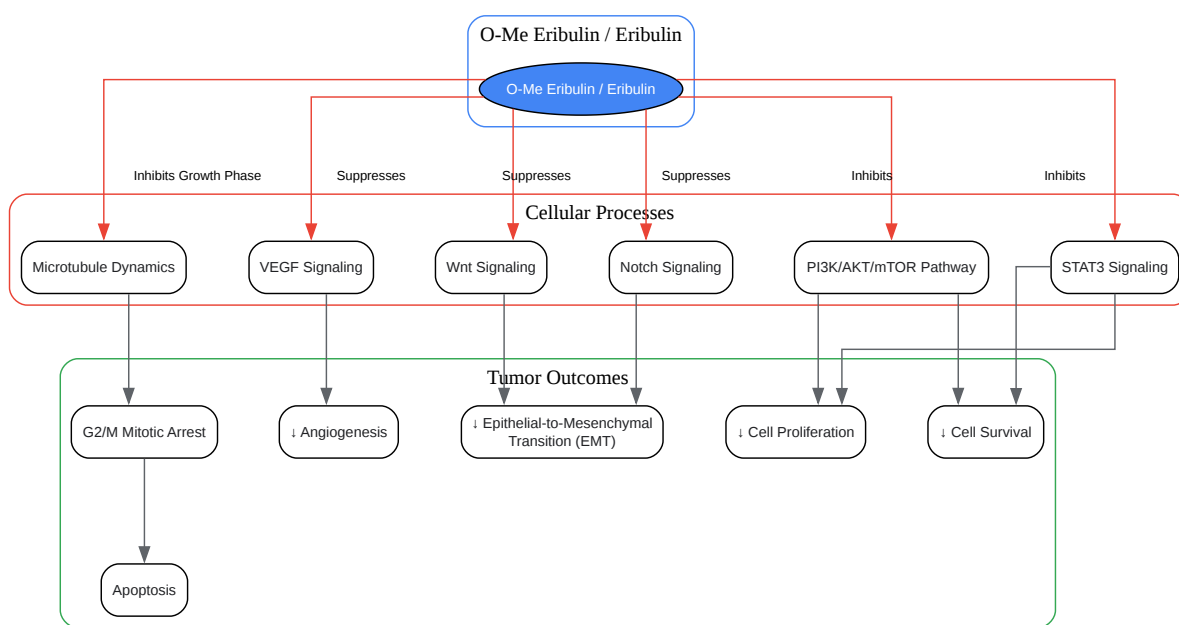 O-Me Eribulin / Eribulin
O-Me Eribulin / Eribulin
Inhibits Growth Phase
Suppresses
Suppresses
Suppresses
Inhibits
Inhibits
Cellular Processes
Microtubule Dynamics
VEGF Signaling
Wnt Signaling
Notch Signaling
PI3K/AKT/mTOR Pathway
STAT3 Signaling
Tumor Outcomes
G2/M Mitotic Arrest
↓ Angiogenesis
↓ Epithelial-to-Mesenchymal
Transition (EMT)
↓ Cell Proliferation
↓ Cell Survival
Apoptosis